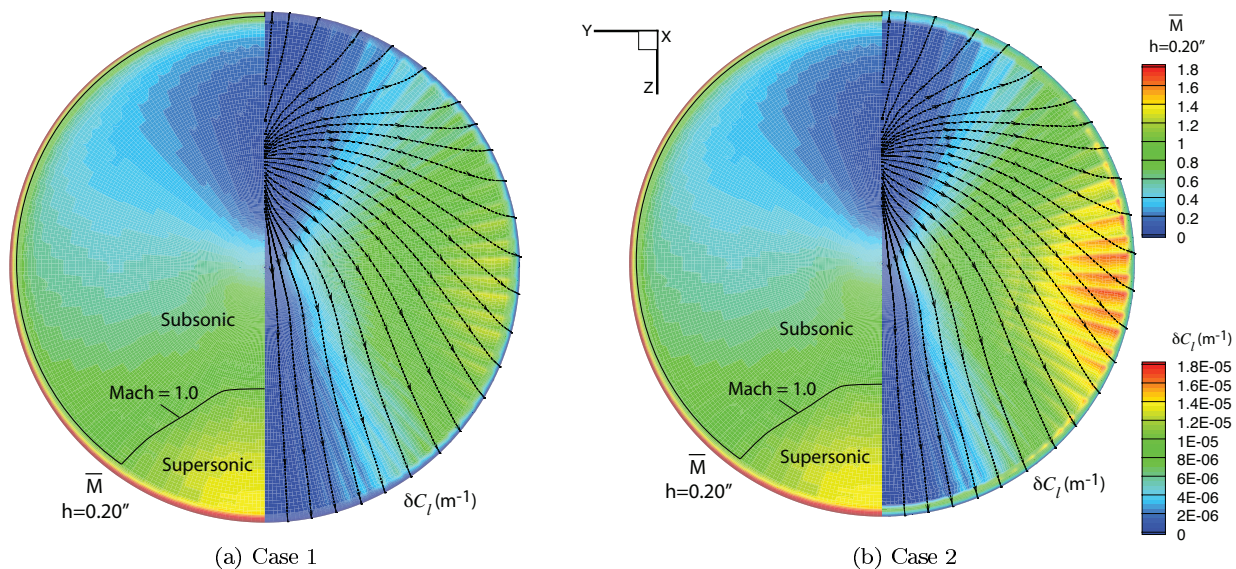 Subsonic
Mach = 1.0
Supersonic
M̅
h=0.20″
δC_l (m⁻¹)
(a) Case 1
Y
X
Z
Subsonic
Mach = 1.0
Supersonic
M̅
h=0.20″
δC_l (m⁻¹)
(b) Case 2
M̅
h=0.20″
1.8
1.6
1.4
1.2
1
0.8
0.6
0.4
0.2
0
δC_l (m⁻¹)
1.8E-05
1.6E-05
1.4E-05
1.2E-05
1E-05
8E-06
6E-06
4E-06
2E-06
0